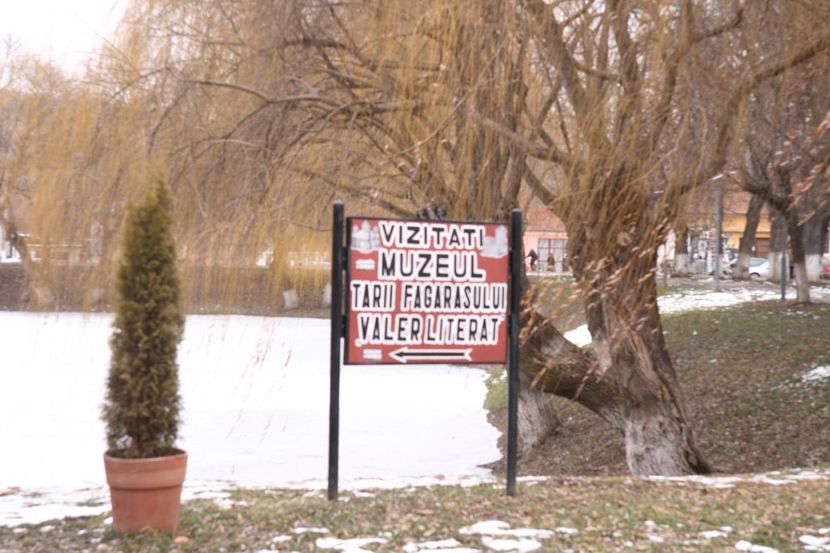 VIZITATI
MUZEUL
TARII FAGARASULUI
VALER LITERAT